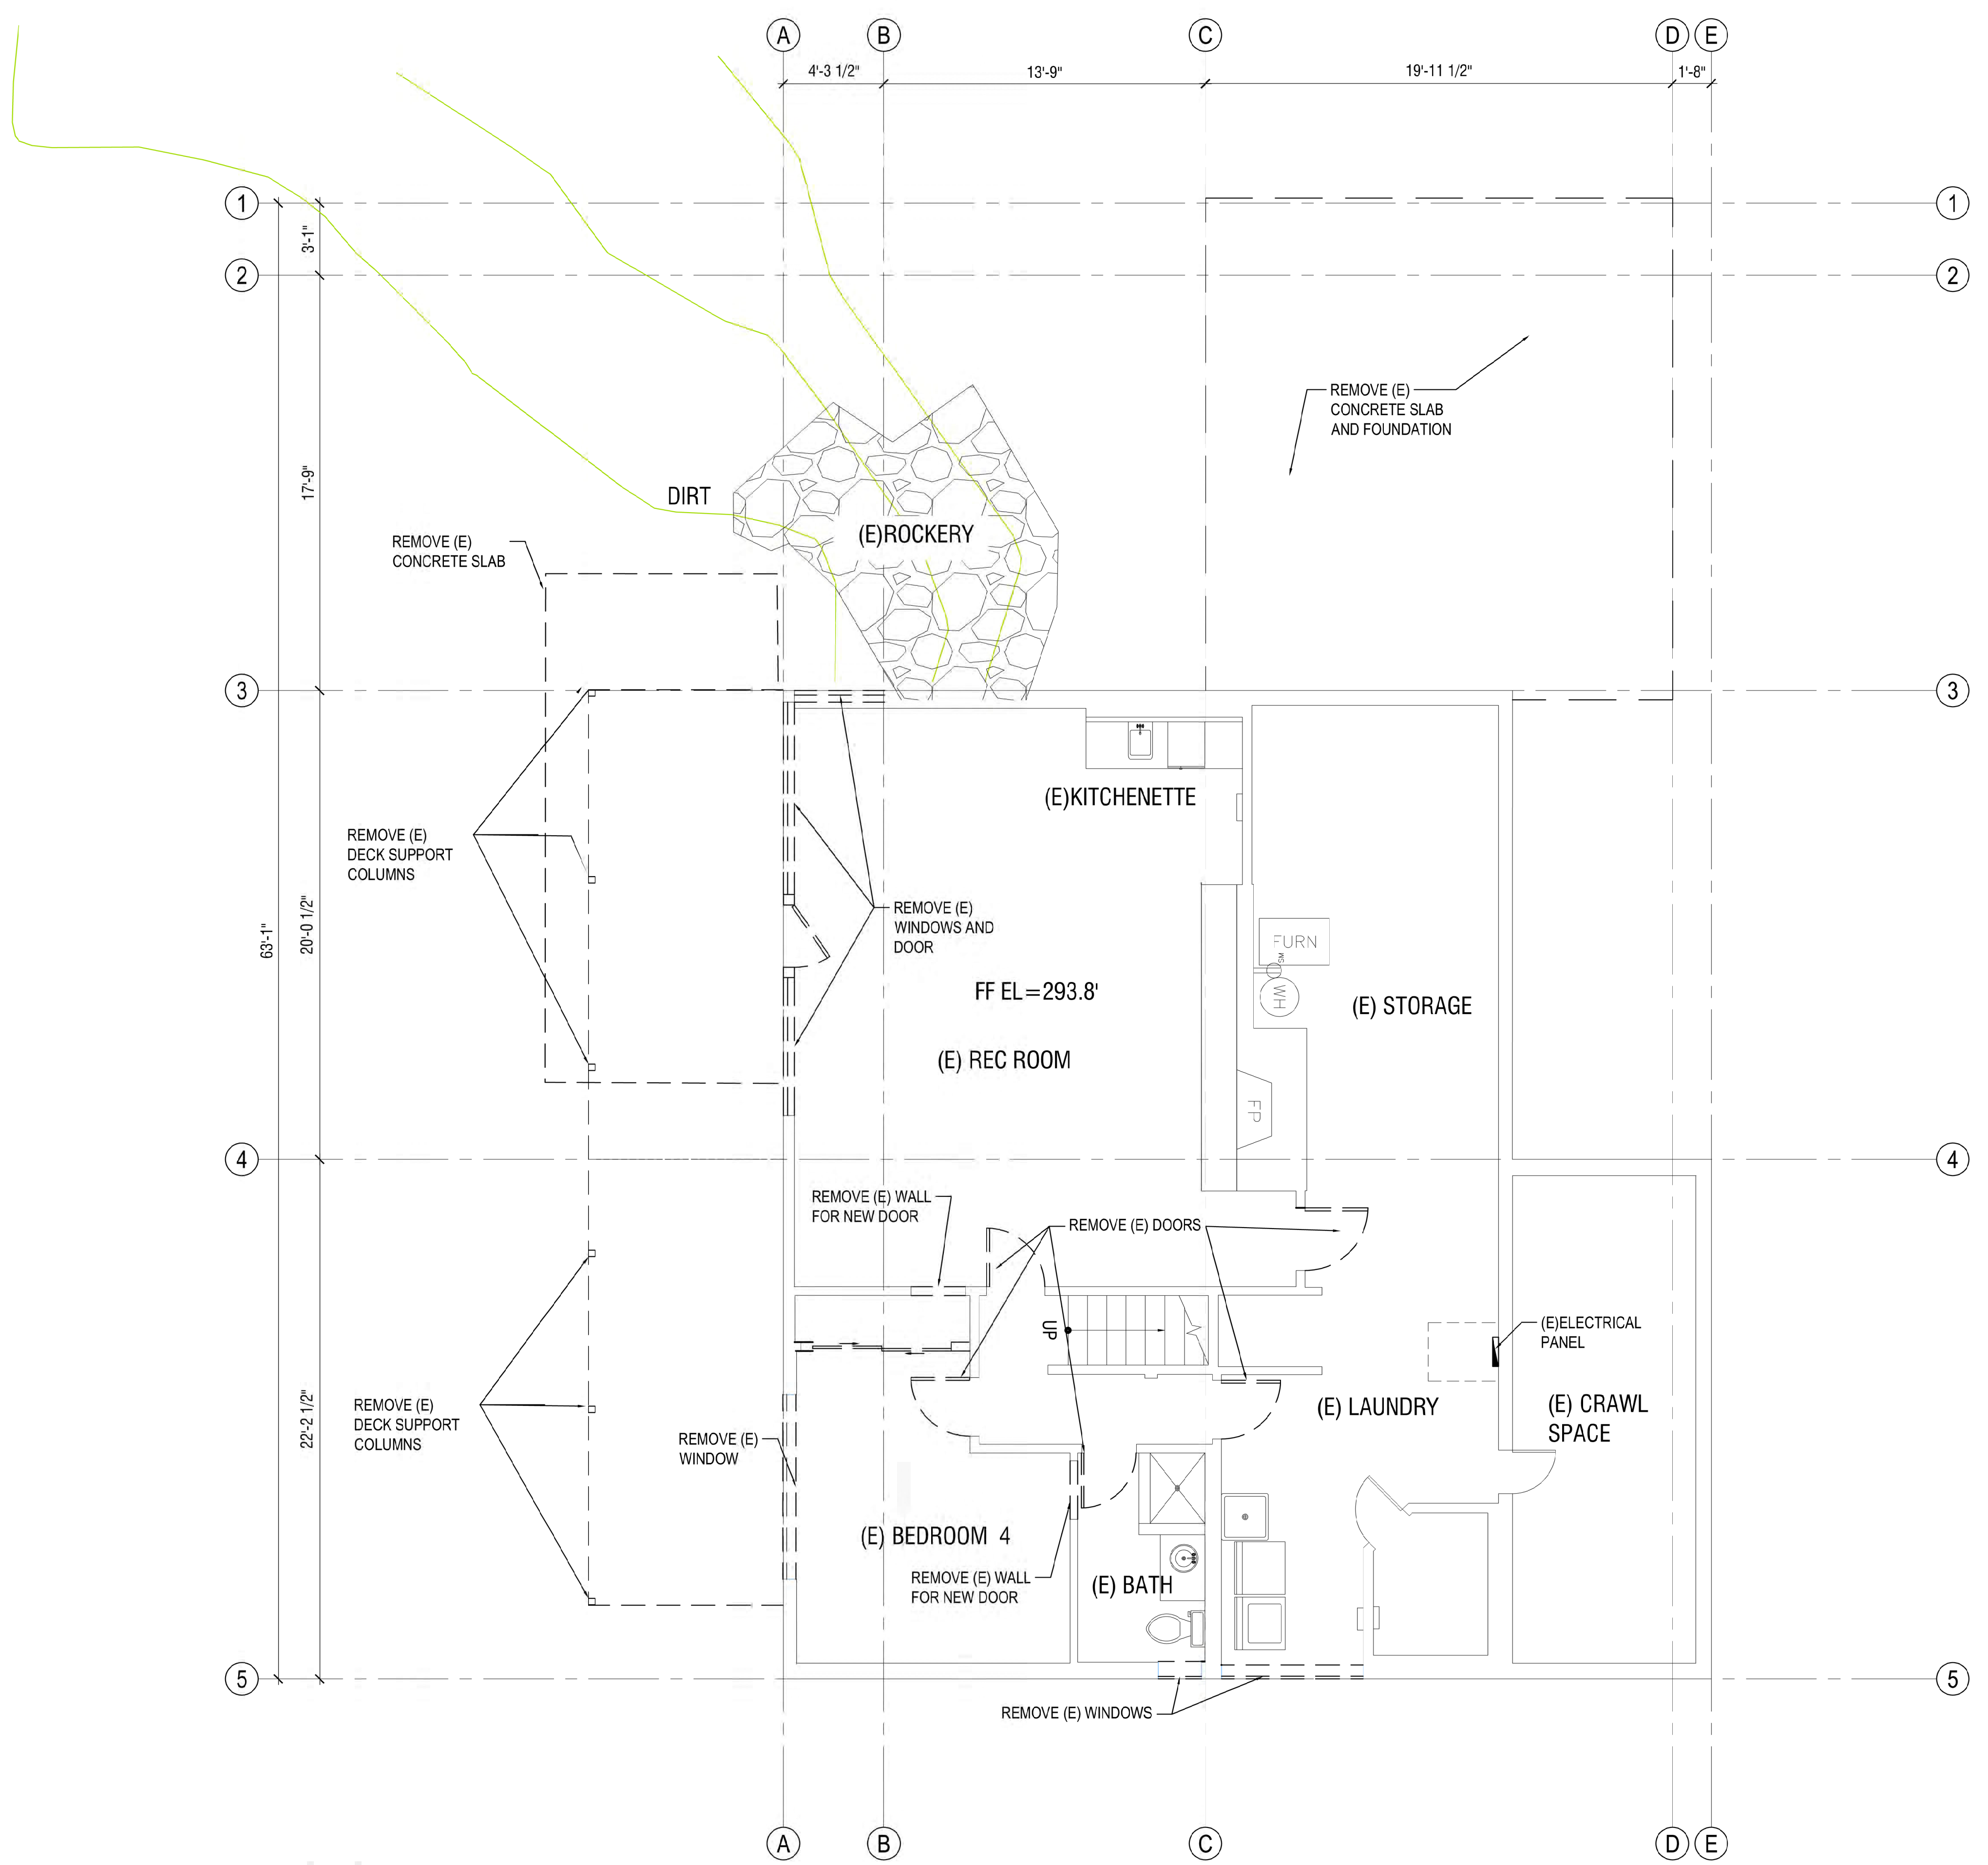 A
B
C
D
E
4'-3 1/2"
13'-9"
19'-11 1/2"
1'-8"
1
1
3'-1"
2
2
REMOVE (E)
CONCRETE SLAB
AND FOUNDATION
17'-9"
DIRT
(E)ROCKERY
REMOVE (E)
CONCRETE SLAB
3
3
(E)KITCHENETTE
REMOVE (E)
DECK SUPPORT
COLUMNS
REMOVE (E)
WINDOWS AND
DOOR
63'-1"
20'-0 1/2"
FURN
SM
WH
FF EL=293.8'
(E) STORAGE
(E) REC ROOM
FP
4
4
REMOVE (E) WALL
FOR NEW DOOR
REMOVE (E) DOORS
UP
(E)ELECTRICAL
PANEL
22'-2 1/2"
REMOVE (E)
DECK SUPPORT
COLUMNS
(E) LAUNDRY
(E) CRAWL
SPACE
REMOVE (E)
WINDOW
(E) BEDROOM 4
REMOVE (E) WALL
FOR NEW DOOR
(E) BATH
5
5
REMOVE (E) WINDOWS
A
B
C
D
E